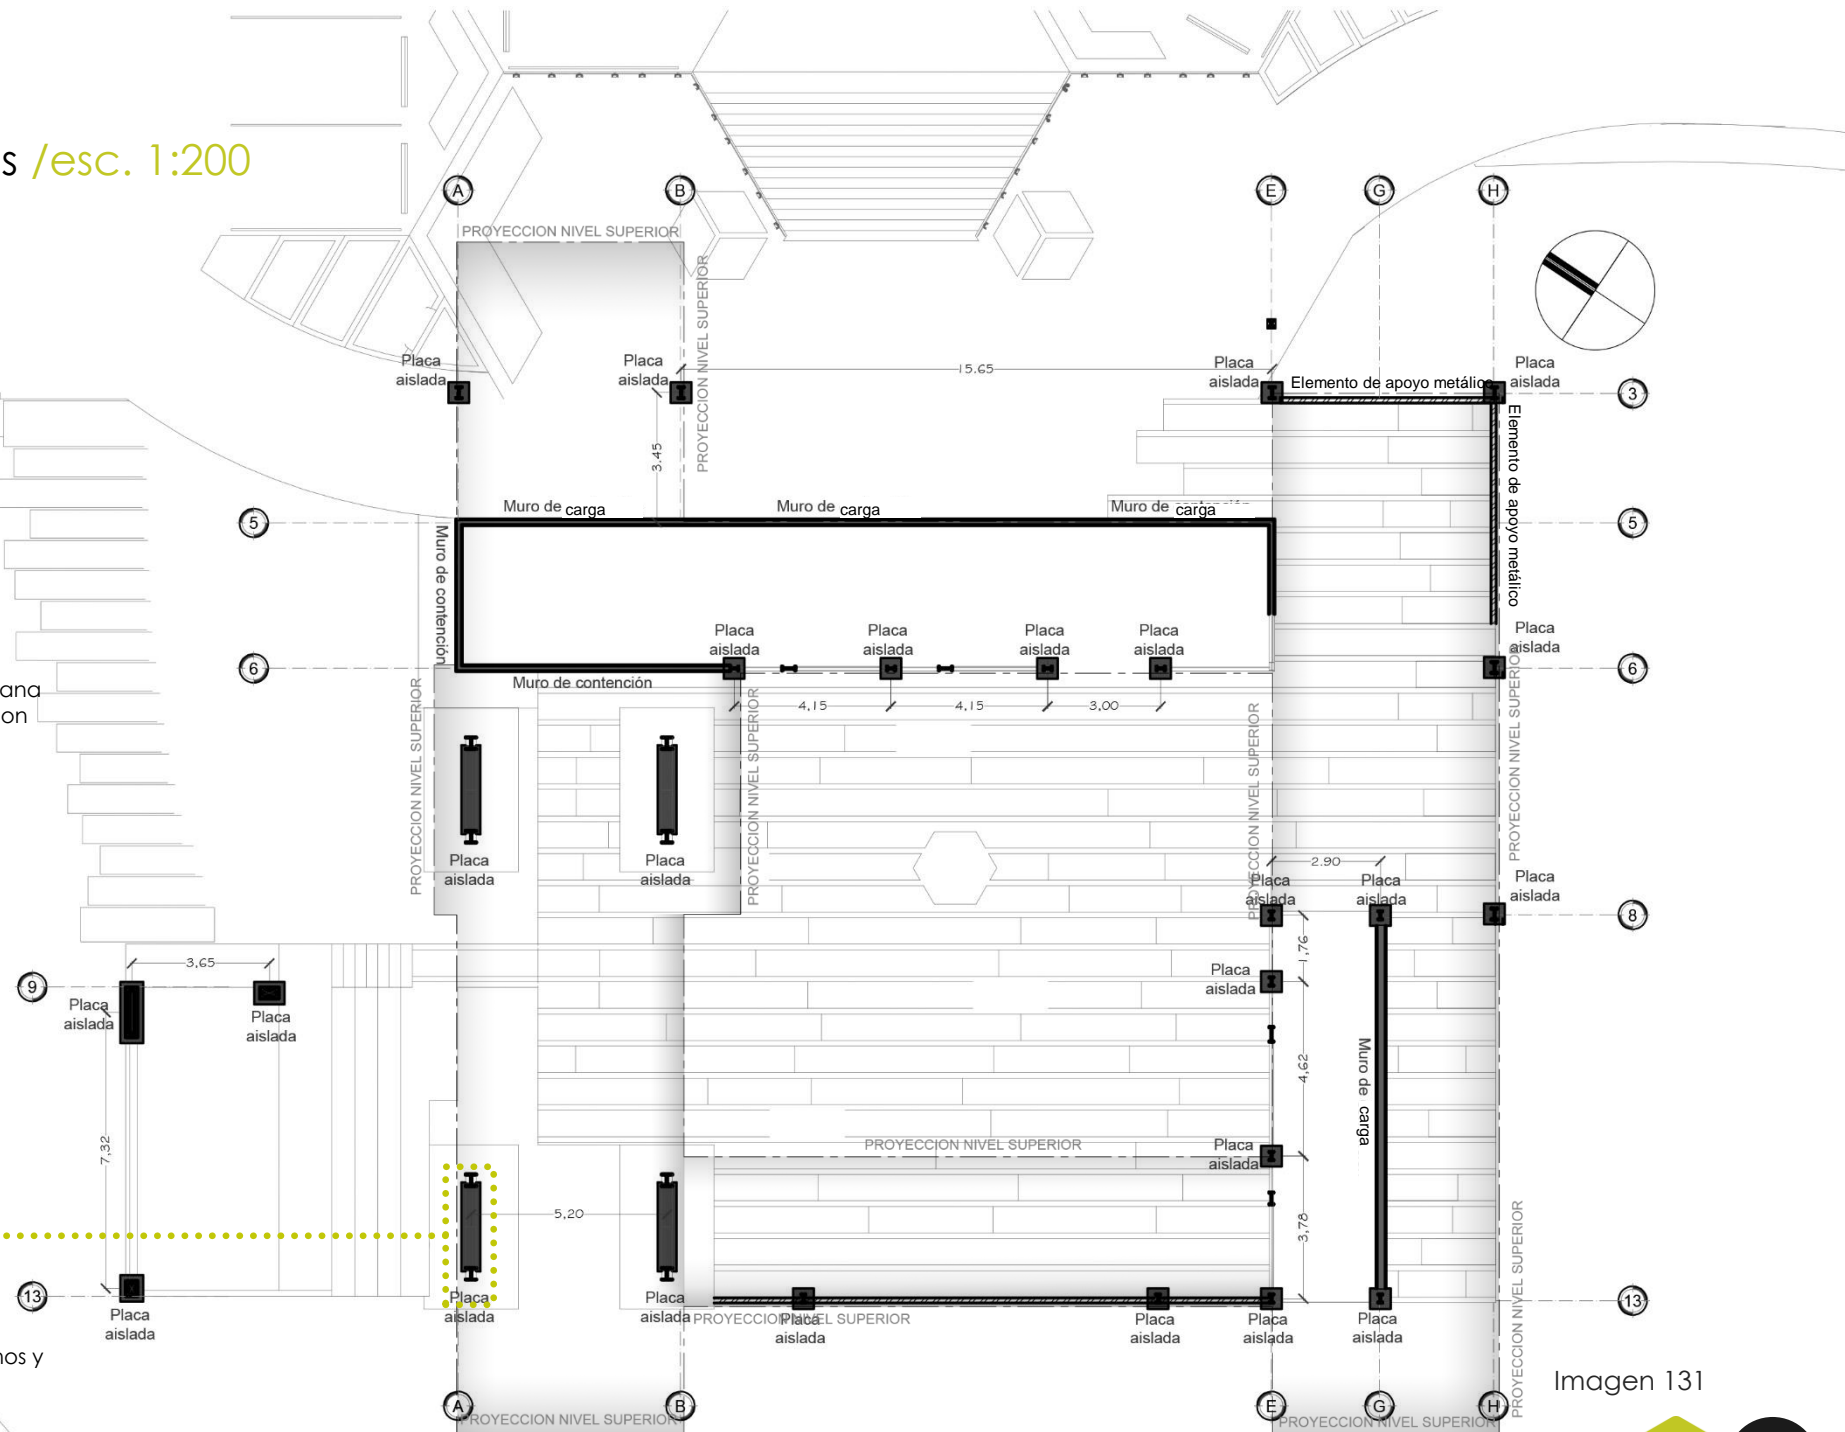 s /esc. 1:200
A
B
E
G
H
PROYECCION NIVEL SUPERIOR
PROYECCION NIVEL SUPERIOR
Placa
aislada
Placa
aislada
15.65
Placa
aislada
Elemento de apoyo metálico
Placa
aislada
3
3.45
Elemento de apoyo metálico
5
Muro de carga
Muro de carga
Muro de carga
5
Muro de contención
Placa
aislada
Placa
aislada
Placa
aislada
Placa
aislada
Placa
aislada
6
6
ana
on
Muro de contención
4,15
4,15
3,00
PROYECCION NIVEL SUPERIOR
PROYECCION NIVEL SUPERIOR
PROYECCION NIVEL SUPERIOR
PROYECCION NIVEL SUPERIOR
Placa
aislada
Placa
aislada
2.90
Placa
aislada
Placa
aislada
Placa
aislada
8
1,76
3,65
9
Placa
aislada
Placa
aislada
Placa
aislada
4,62
Muro de carga
7,32
PROYECCION NIVEL SUPERIOR
Placa
aislada
5,20
3,78
PROYECCION NIVEL SUPERIOR
13
Placa
aislada
Placa
aislada
Placa
aislada
PROYECCION NIVEL SUPERIOR
Placa
aislada
Placa
aislada
Placa
aislada
Placa
aislada
13
nos y
Imagen 131
A
B
E
G
H
PROYECCION NIVEL SUPERIOR
PROYECCION NIVEL SUPERIOR